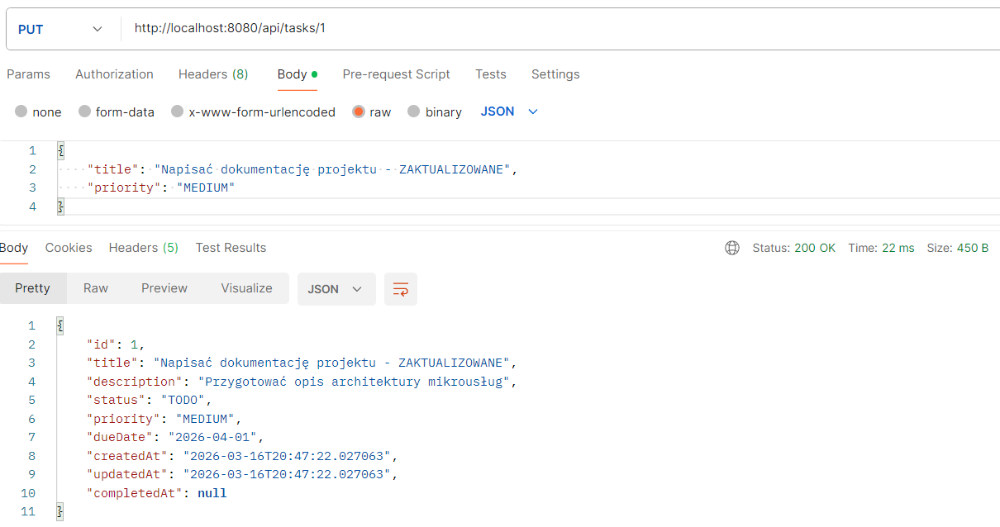 PUT http://localhost:8080/api/tasks/1
Params Authorization Headers (8) Body Pre-request Script Tests Settings
none form-data x-www-form-urlencoded raw binary JSON
1 {
2 "title": "Napisać dokumentację projektu - ZAKTUALIZOWANE",
3 "priority": "MEDIUM"
4 }
Body Cookies Headers (5) Test Results Status: 200 OK Time: 22 ms Size: 450 B
Pretty Raw Preview Visualize JSON
1 {
2 "id": 1,
3 "title": "Napisać dokumentację projektu - ZAKTUALIZOWANE",
4 "description": "Przygotować opis architektury mikrousług",
5 "status": "TODO",
6 "priority": "MEDIUM",
7 "dueDate": "2026-04-01",
8 "createdAt": "2026-03-16T20:47:22.027063",
9 "updatedAt": "2026-03-16T20:47:22.027063",
10 "completedAt": null
11 }